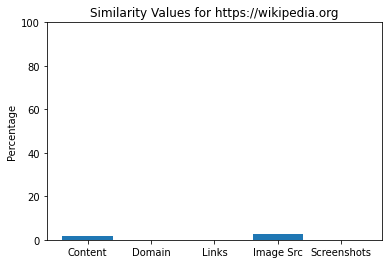 Similarity Values for https://wikipedia.org
Percentage
100
80
60
40
20
0
Content Domain Links Image Src Screenshots